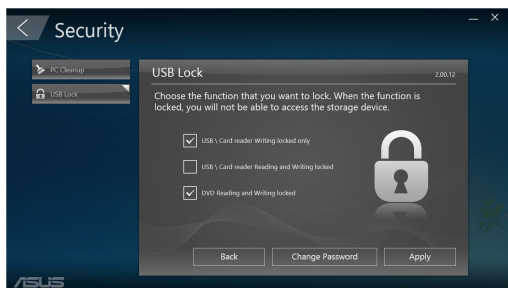 Security
PC Cleanup
USB Lock
USB Lock
2.00.12
Choose the function that you want to lock. When the function is
locked, you will not be able to access the storage device.
USB \ Card reader Writing locked only
USB \ Card reader Reading and Writing locked
DVD Reading and Writing locked
Back
Change Password
Apply
ASUS